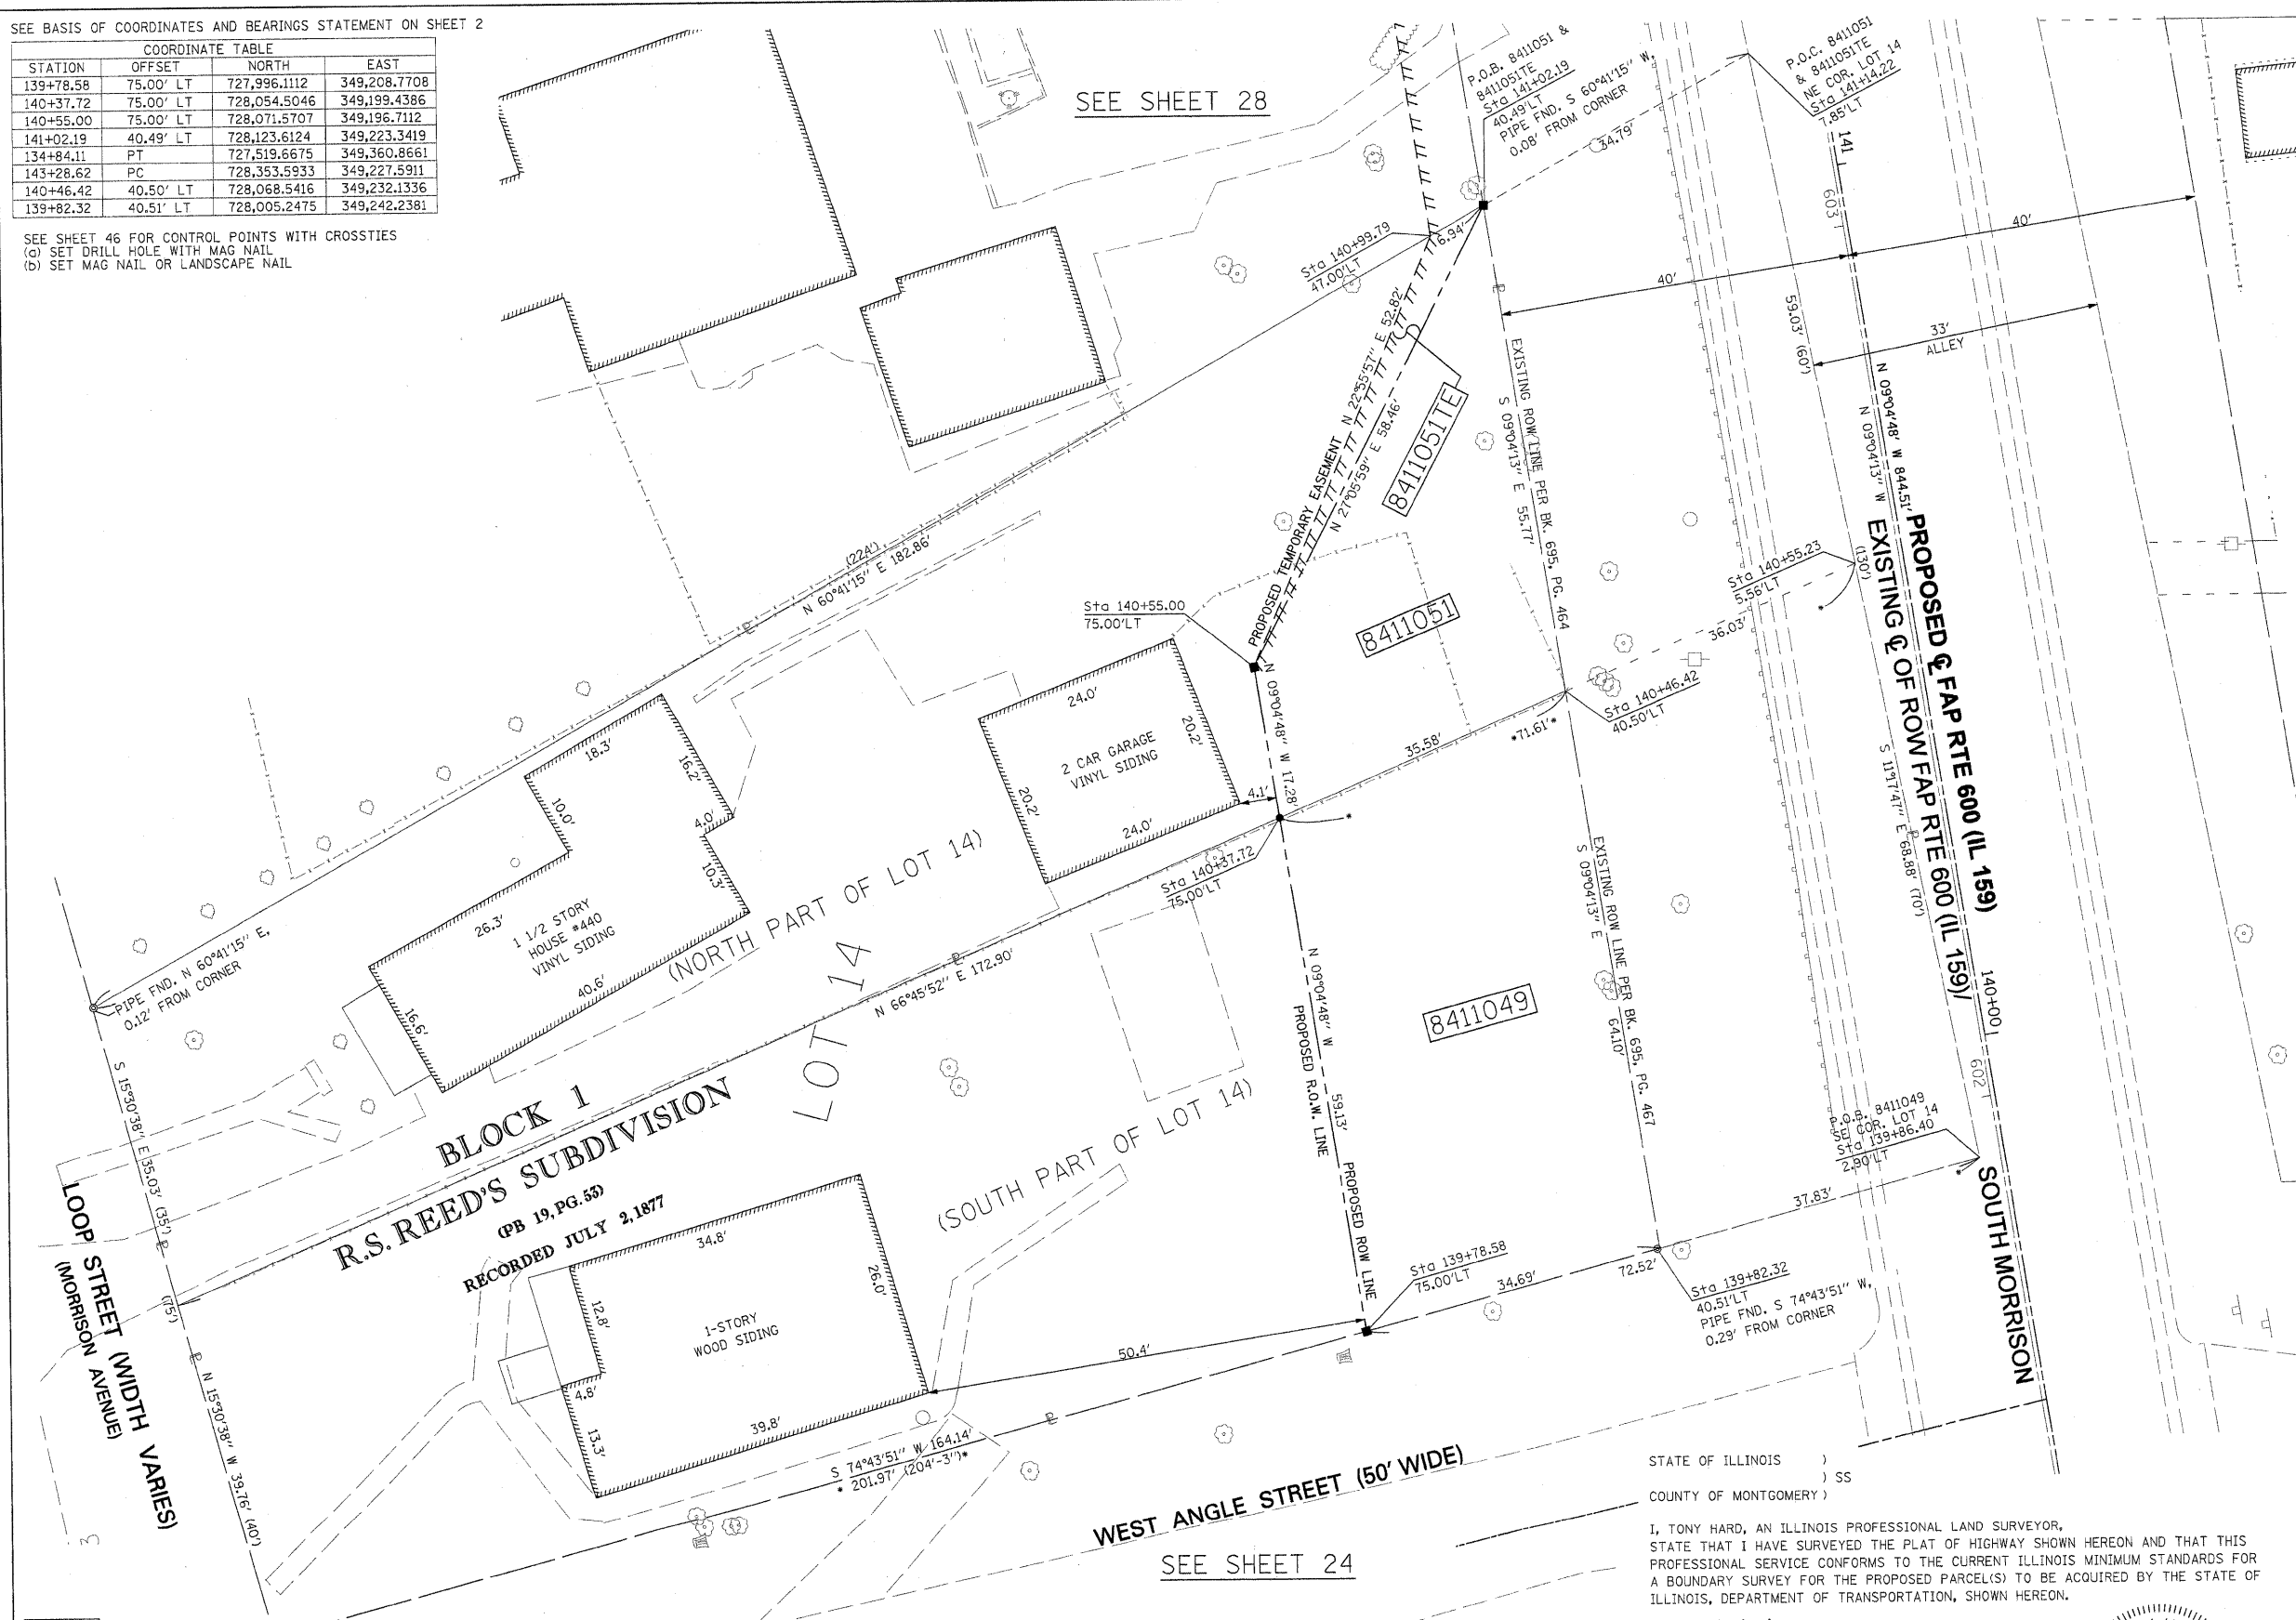 SEE BASIS OF COORDINATES AND BEARINGS STATEMENT ON SHEET 2
COORDINATE TABLE
STATION OFFSET NORTH EAST
139+78.58 75.00' LT 727,996.1112 349,208.7708
140+37.72 75.00' LT 728,054.5046 349,199.4386
140+55.00 75.00' LT 728,071.5707 349,196.7112
141+02.19 40.49' LT 728,123.6124 349,223.3419
134+84.11 PT 727,519.6675 349,360.8661
143+28.62 PC 728,353.5933 349,227.5911
140+46.42 40.50' LT 728,068.5416 349,232.1336
139+82.32 40.51' LT 728,005.2475 349,242.2381
SEE SHEET 46 FOR CONTROL POINTS WITH CROSSTIES
(a) SET DRILL HOLE WITH MAG NAIL
(b) SET MAG NAIL OR LANDSCAPE NAIL
SEE SHEET 28
P.O.B. 8411051 &
8411051TE
Sta 141+02.19
40.49'LT
PIPE FND. S 60°41'15" W,
0.08' FROM CORNER
34.79'
P.O.C. 8411051
& 8411051TE
NE COR. LOT 14
Sta 141+14.22
7.85'LT
141
603
40'
40'
59.03' (60')
33'
ALLEY
Sta 140+99.79
47.00'LT
6.94'
PROPOSED TEMPORARY EASEMENT N 22°55'57" E 52.82'
N 27°05'59" E 58.46'
8411051TE
EXISTING ROW LINE PER BK. 695, PG. 464
S 09°04'13" E 55.77'
N 09°04'48" W 844.51'
N 09°04'13" W
PROPOSED ℄ FAP RTE 600 (IL 159)
EXISTING ℄ OF ROW FAP RTE 600 (IL 159)/
SOUTH MORRISON
(224')
N 60°41'15" E 182.86'
Sta 140+55.00
75.00'LT
8411051
Sta 140+55.23
5.56'LT
(130')
*
36.03'
Sta 140+46.42
40.50'LT
*71.61'*
35.58'
N 09°04'48" W 17.28'
24.0'
20.2'
2 CAR GARAGE
VINYL SIDING
20.2'
24.0'
4.1'
*
Sta 140+37.72
75.00'LT
18.3'
16.2'
10.0'
4.0'
10.3'
26.3'
1 1/2 STORY
HOUSE #440
VINYL SIDING
40.6'
16.6'
(NORTH PART OF LOT 14)
LOT 14
N 66°45'52" E 172.90'
PIPE FND. N 60°41'15" E,
0.12' FROM CORNER
S 15°30'38" E 35.03' (35')
(75')
N 15°30'38" W 39.76' (40')
LOOP STREET (WIDTH VARIES)
(MORRISON AVENUE)
BLOCK 1
R.S. REED'S SUBDIVISION
(PB 19, PG. 53)
RECORDED JULY 2, 1877
(SOUTH PART OF LOT 14)
34.8'
26.0'
12.8'
1-STORY
WOOD SIDING
4.8'
13.3'
39.8'
50.4'
N 09°04'48" W 59.13'
PROPOSED R.O.W. LINE
PROPOSED ROW LINE
8411049
EXISTING ROW LINE PER BK. 695, PG. 467
S 09°04'13" E 64.10'
S 11°17'47" E 68.88' (70')
140+00
602
P.O.B. 8411049
SE COR. LOT 14
Sta 139+86.40
2.90'LT
*
37.83'
Sta 139+78.58
75.00'LT
34.69'
72.52'
Sta 139+82.32
40.51'LT
PIPE FND. S 74°43'51" W,
0.29' FROM CORNER
S 74°43'51" W 164.14'
* 201.97' (204'-3")*
3
WEST ANGLE STREET (50' WIDE)
SEE SHEET 24
STATE OF ILLINOIS )
) SS
COUNTY OF MONTGOMERY )
I, TONY HARD, AN ILLINOIS PROFESSIONAL LAND SURVEYOR,
STATE THAT I HAVE SURVEYED THE PLAT OF HIGHWAY SHOWN HEREON AND THAT THIS
PROFESSIONAL SERVICE CONFORMS TO THE CURRENT ILLINOIS MINIMUM STANDARDS FOR
A BOUNDARY SURVEY FOR THE PROPOSED PARCEL(S) TO BE ACQUIRED BY THE STATE OF
ILLINOIS, DEPARTMENT OF TRANSPORTATION, SHOWN HEREON.